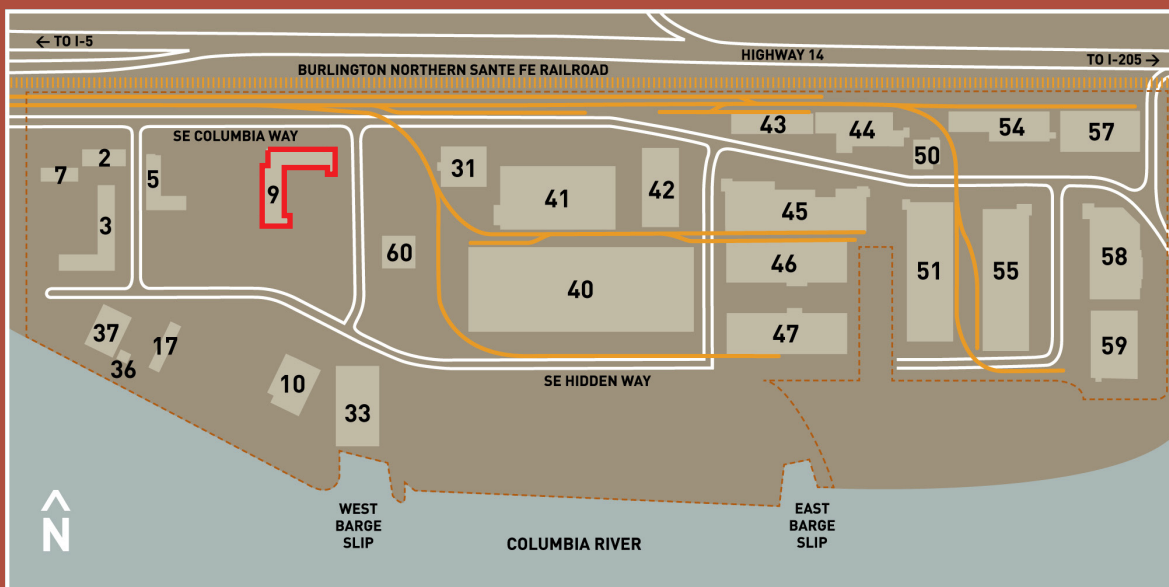 ← TO I-5
HIGHWAY 14
TO I-205 →
BURLINGTON NORTHERN SANTE FE RAILROAD
SE COLUMBIA WAY
43
44
54
57
50
2
7
5
31
9
41
42
45
3
60
46
40
51
55
58
37
17
36
47
59
10
SE HIDDEN WAY
33
N
WEST
BARGE
SLIP
EAST
BARGE
SLIP
COLUMBIA RIVER